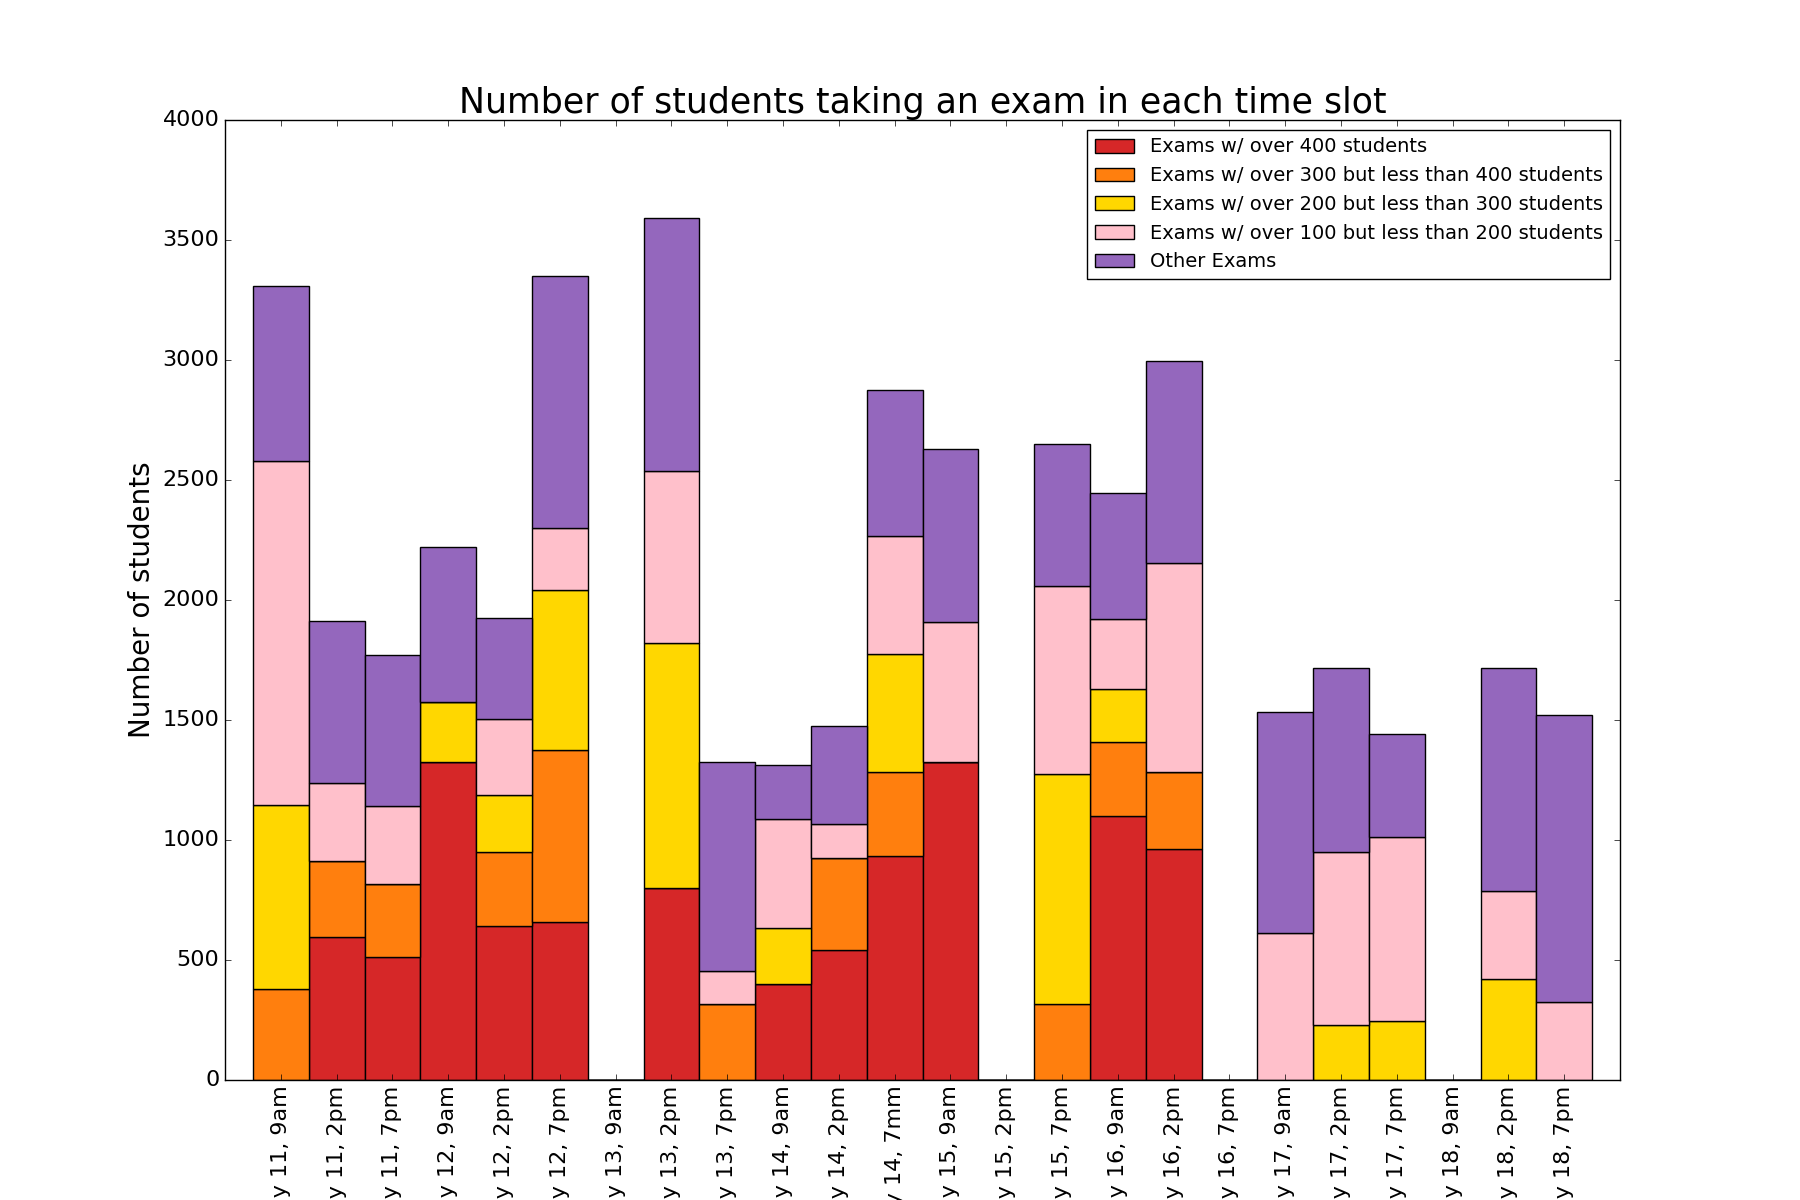 Number of students taking an exam in each time slot
Number of students
4000
3500
3000
2500
2000
1500
1000
500
0
Exams w/ over 400 students
Exams w/ over 300 but less than 400 students
Exams w/ over 200 but less than 300 students
Exams w/ over 100 but less than 200 students
Other Exams
y 11, 9am
y 11, 2pm
y 11, 7pm
y 12, 9am
y 12, 2pm
y 12, 7pm
y 13, 9am
y 13, 2pm
y 13, 7pm
y 14, 9am
y 14, 2pm
y 14, 7mm
y 15, 9am
y 15, 2pm
y 15, 7pm
y 16, 9am
y 16, 2pm
y 16, 7pm
y 17, 9am
y 17, 2pm
y 17, 7pm
y 18, 9am
y 18, 2pm
y 18, 7pm